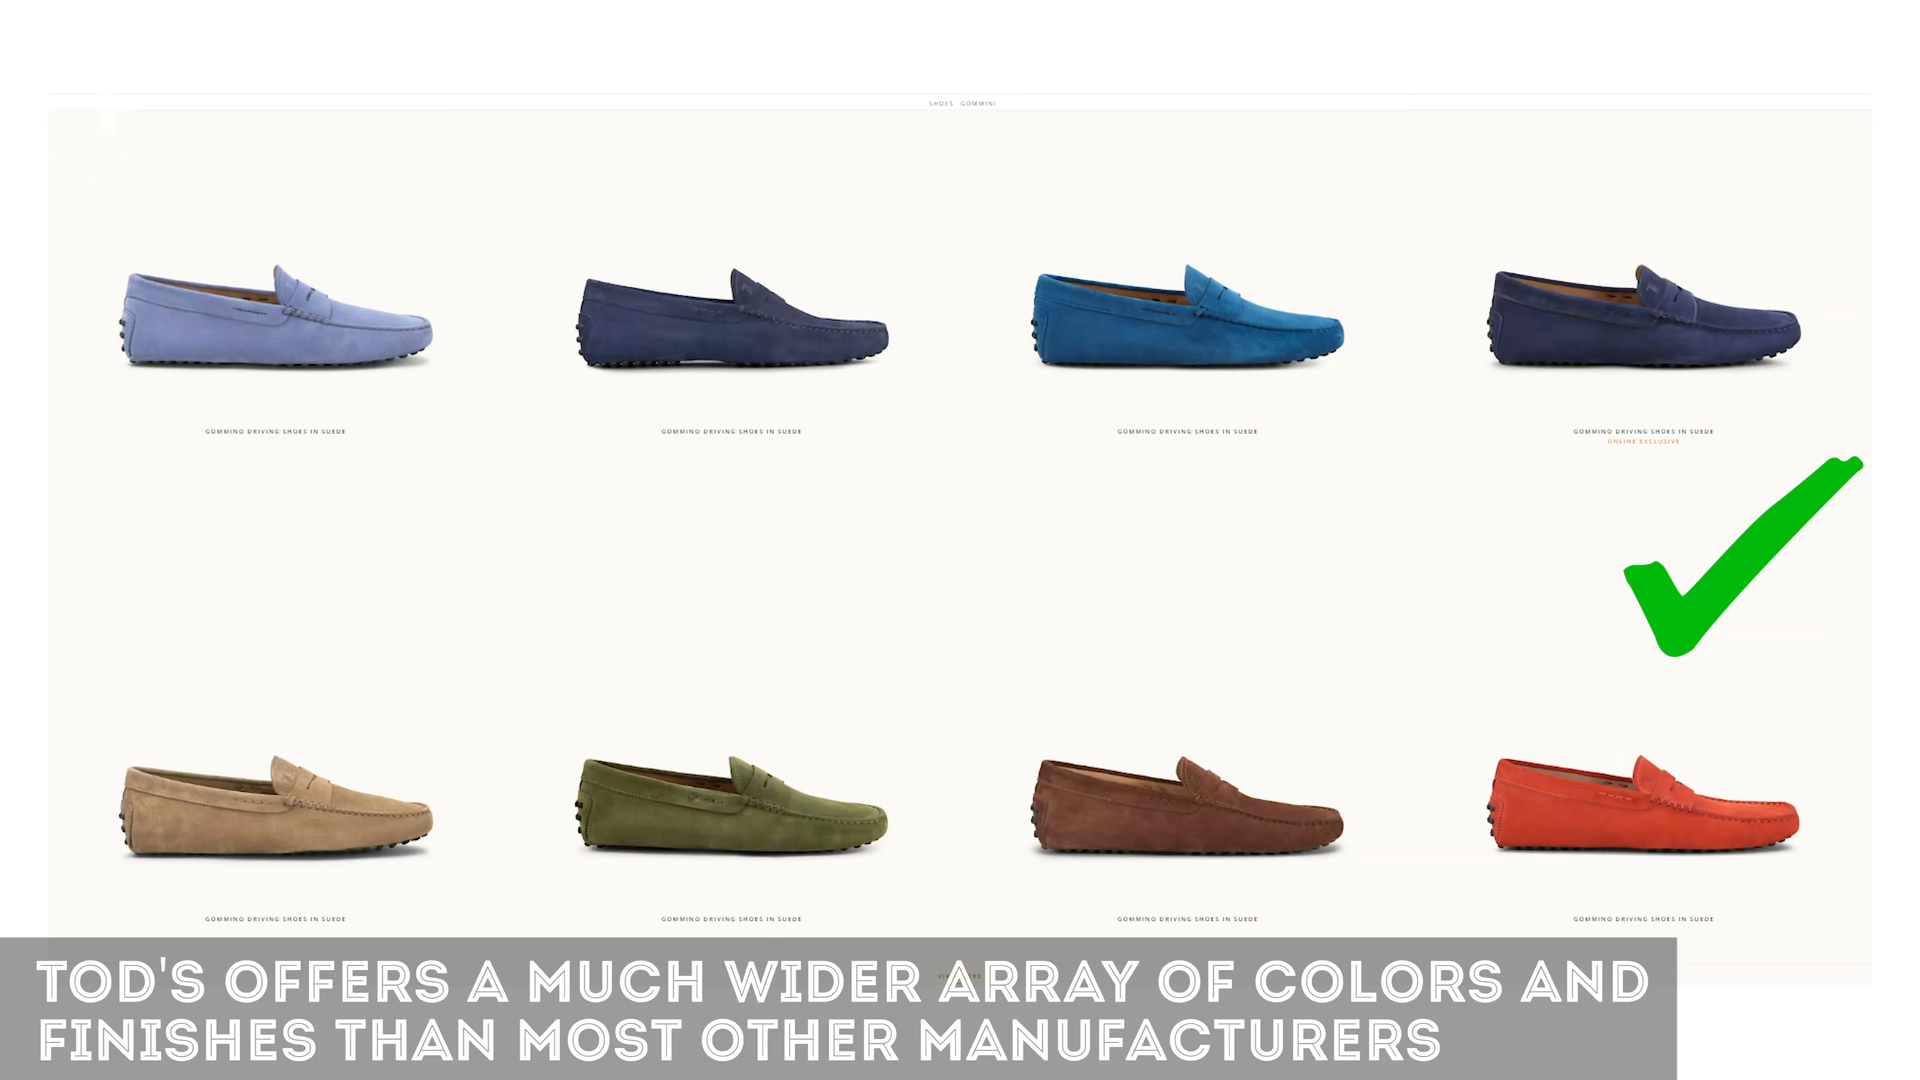 SHOES GOMMINI
GOMMINO DRIVING SHOES IN SUEDE
GOMMINO DRIVING SHOES IN SUEDE
GOMMINO DRIVING SHOES IN SUEDE
GOMMINO DRIVING SHOES IN SUEDE
ONLINE EXCLUSIVE
GOMMINO DRIVING SHOES IN SUEDE
GOMMINO DRIVING SHOES IN SUEDE
GOMMINO DRIVING SHOES IN SUEDE
GOMMINO DRIVING SHOES IN SUEDE
TOD'S OFFERS A MUCH WIDER ARRAY OF COLORS AND
FINISHES THAN MOST OTHER MANUFACTURERS